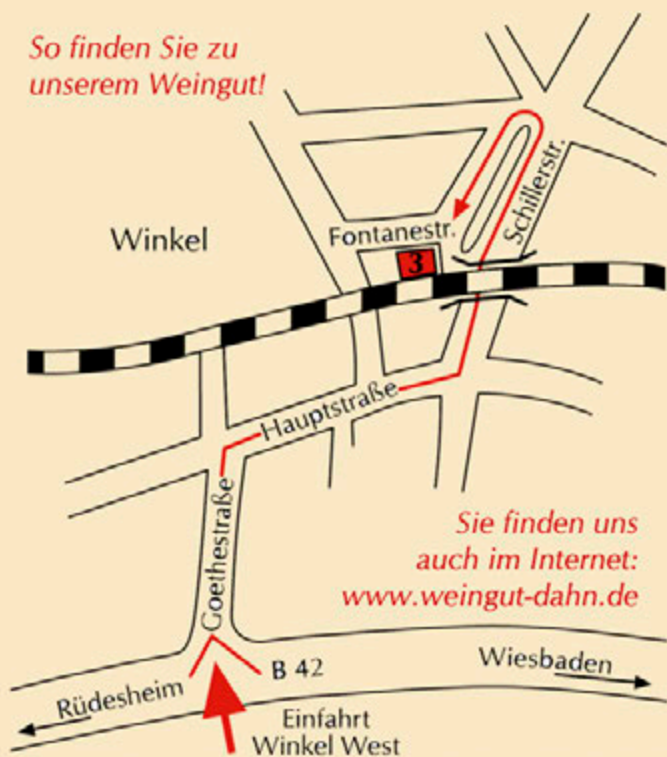 So finden Sie zu
unserem Weingut!
Winkel
Fontanestr.
Schillerstr.
3
Hauptstraße
Goethestraße
Sie finden uns
auch im Internet:
www.weingut-dahn.de
B 42
Wiesbaden
Rüdesheim
Einfahrt
Winkel West